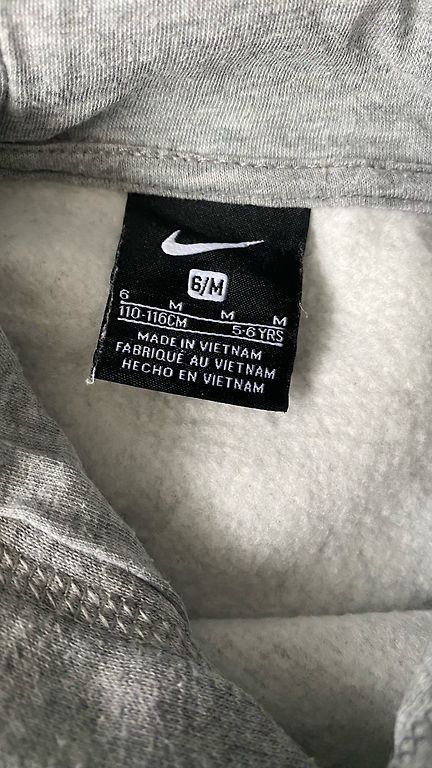 6/M
6 M M M
110-116CM 5-6YRS
MADE IN VIETNAM
FABRIQUÉ AU VIETNAM
HECHO EN VIETNAM